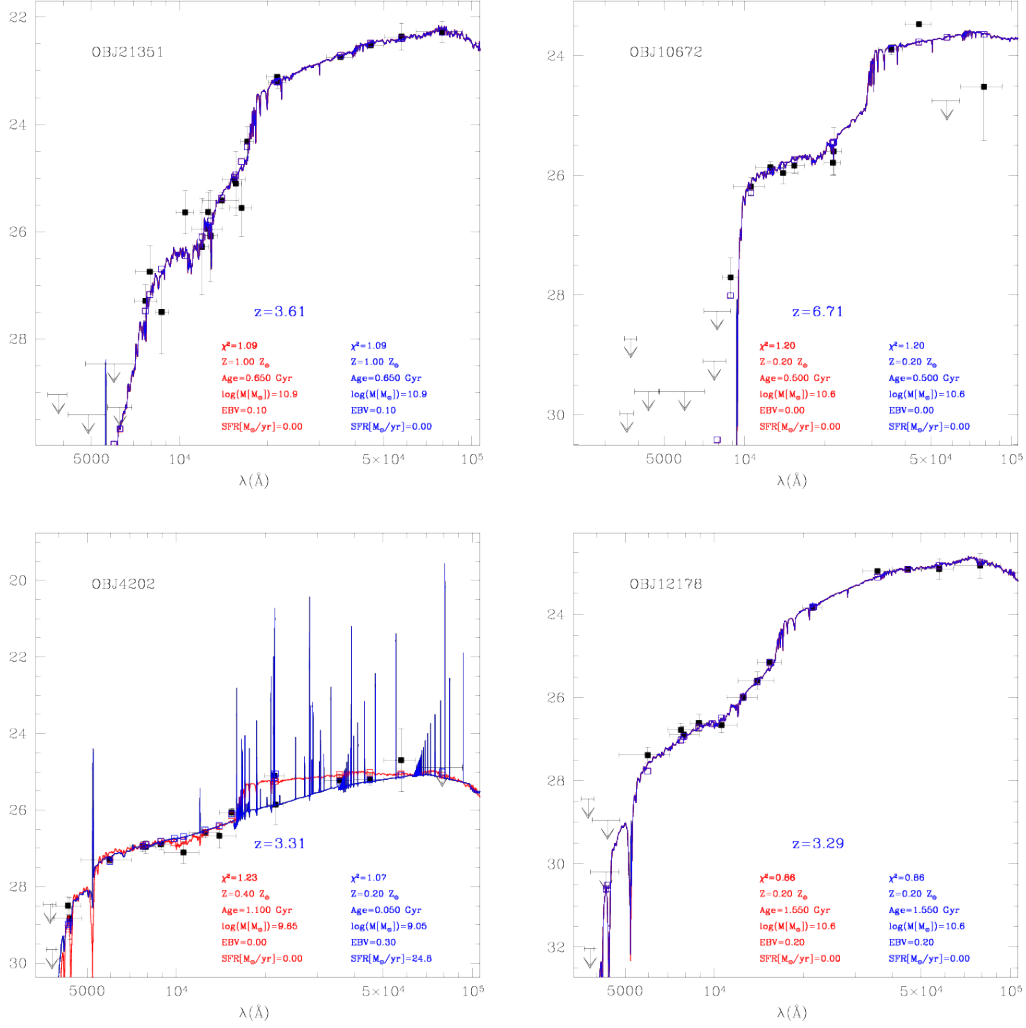 22
24
26
28
OBJ21351
z=3.61
χ²=1.09 χ²=1.09
Z=1.00 Z⊙ Z=1.00 Z⊙
Age=0.650 Gyr Age=0.650 Gyr
log(M[M⊙])=10.9 log(M[M⊙])=10.9
EBV=0.10 EBV=0.10
SFR[M⊙/yr]=0.00 SFR[M⊙/yr]=0.00
5000 10⁴ 5×10⁴ 10⁵
λ(Å)
24
26
28
30
OBJ10672
z=6.71
χ²=1.20 χ²=1.20
Z=0.20 Z⊙ Z=0.20 Z⊙
Age=0.500 Gyr Age=0.500 Gyr
log(M[M⊙])=10.6 log(M[M⊙])=10.6
EBV=0.00 EBV=0.00
SFR[M⊙/yr]=0.00 SFR[M⊙/yr]=0.00
5000 10⁴ 5×10⁴ 10⁵
λ(Å)
20
22
24
26
28
30
OBJ4202
z=3.31
χ²=1.23 χ²=1.07
Z=0.40 Z⊙ Z=0.20 Z⊙
Age=1.100 Gyr Age=0.050 Gyr
log(M[M⊙])=9.65 log(M[M⊙])=9.05
EBV=0.00 EBV=0.30
SFR[M⊙/yr]=0.00 SFR[M⊙/yr]=24.8
5000 10⁴ 5×10⁴ 10⁵
λ(Å)
24
26
28
30
32
OBJ12178
z=3.29
χ²=0.86 χ²=0.86
Z=0.20 Z⊙ Z=0.20 Z⊙
Age=1.550 Gyr Age=1.550 Gyr
log(M[M⊙])=10.6 log(M[M⊙])=10.6
EBV=0.20 EBV=0.20
SFR[M⊙/yr]=0.00 SFR[M⊙/yr]=0.00
5000 10⁴ 5×10⁴ 10⁵
λ(Å)